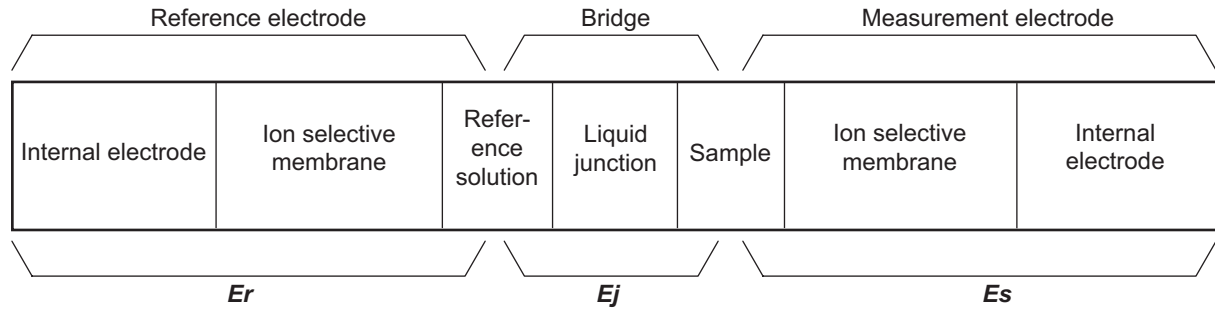 Reference electrode
Bridge
Measurement electrode
Internal electrode
Ion selective
membrane
Refer-
ence
solution
Liquid
junction
Sample
Ion selective
membrane
Internal
electrode
Er
Ej
Es